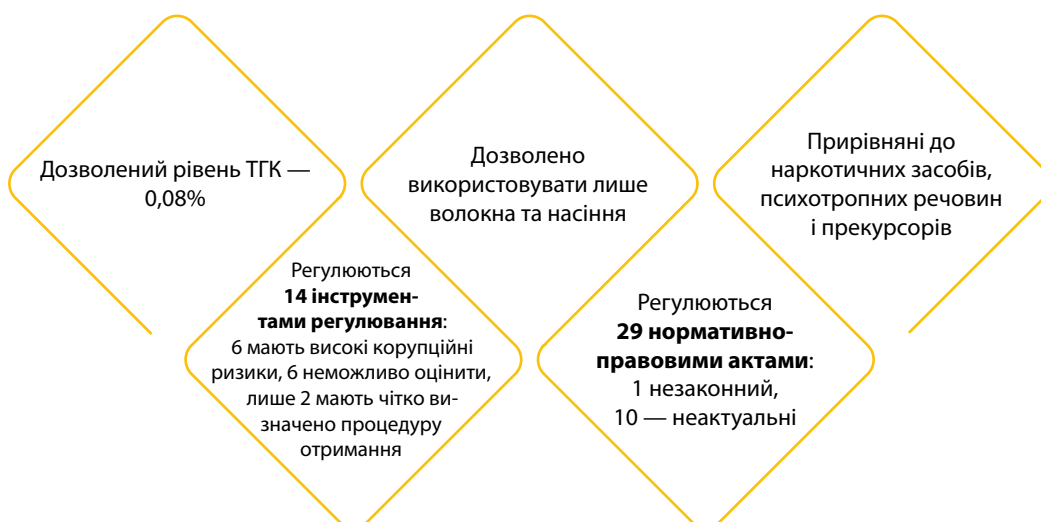 Дозволений рівень ТГК —
0,08%
Дозволено
використовувати лише
волокна та насіння
Прирівняні до
наркотичних засобів,
психотропних речовин
і прекурсорів
Регулюються
14 інструмен-
тами регулювання:
6 мають високі корупційні
ризики, 6 неможливо оцінити,
лише 2 мають чітко ви-
значено процедуру
отримання
Регулюються
29 нормативно-
правовими актами:
1 незаконний,
10 — неактуальні